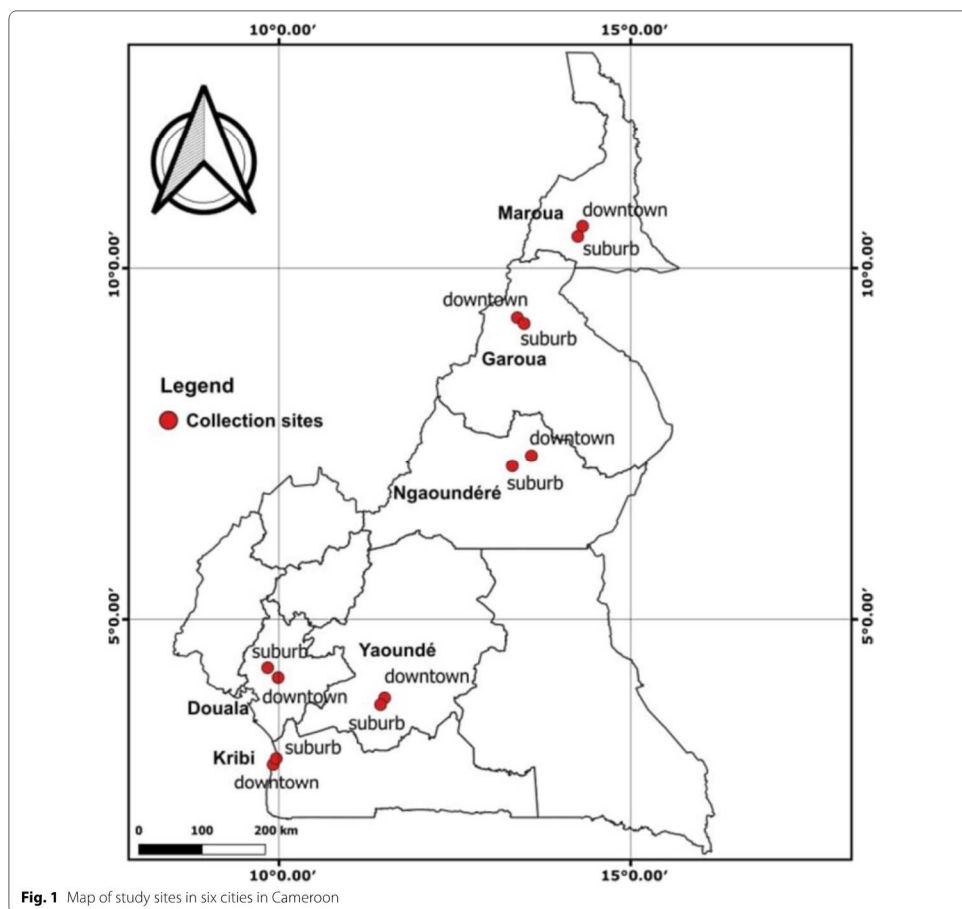 10°0.00′ 15°0.00′
Maroua downtown
suburb
10°0.00′ 10°0.00′
downtown
suburb
Garoua
Legend
Collection sites
downtown
suburb
Ngaoundéré
5°0.00′ 5°0.00′
suburb Yaoundé
downtown
downtown
Douala
suburb
Kribi suburb
downtown
0 100 200 km
10°0.00′ 15°0.00′
Fig. 1 Map of study sites in six cities in Cameroon